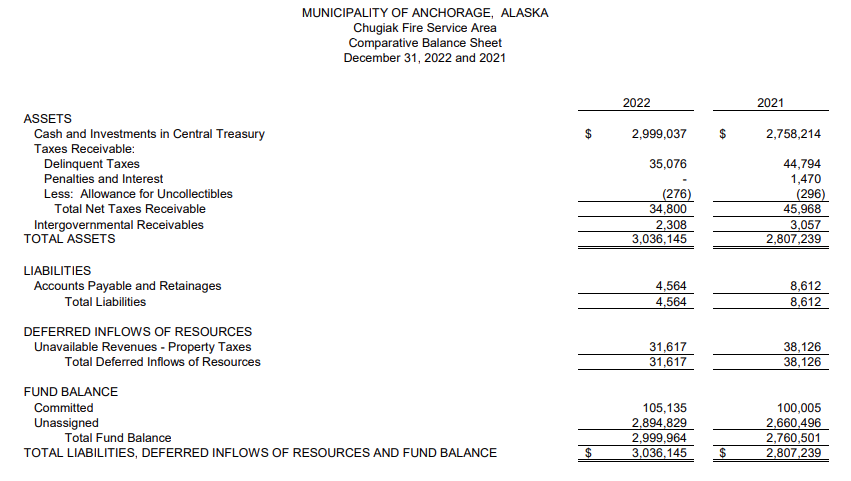 MUNICIPALITY OF ANCHORAGE, ALASKA
Chugiak Fire Service Area
Comparative Balance Sheet
December 31, 2022 and 2021
2022 2021
ASSETS
Cash and Investments in Central Treasury $ 2,999,037 $ 2,758,214
Taxes Receivable:
Delinquent Taxes 35,076 44,794
Penalties and Interest - 1,470
Less: Allowance for Uncollectibles (276) (296)
Total Net Taxes Receivable 34,800 45,968
Intergovernmental Receivables 2,308 3,057
TOTAL ASSETS 3,036,145 2,807,239
LIABILITIES
Accounts Payable and Retainages 4,564 8,612
Total Liabilities 4,564 8,612
DEFERRED INFLOWS OF RESOURCES
Unavailable Revenues - Property Taxes 31,617 38,126
Total Deferred Inflows of Resources 31,617 38,126
FUND BALANCE
Committed 105,135 100,005
Unassigned 2,894,829 2,660,496
Total Fund Balance 2,999,964 2,760,501
TOTAL LIABILITIES, DEFERRED INFLOWS OF RESOURCES AND FUND BALANCE $ 3,036,145 $ 2,807,239